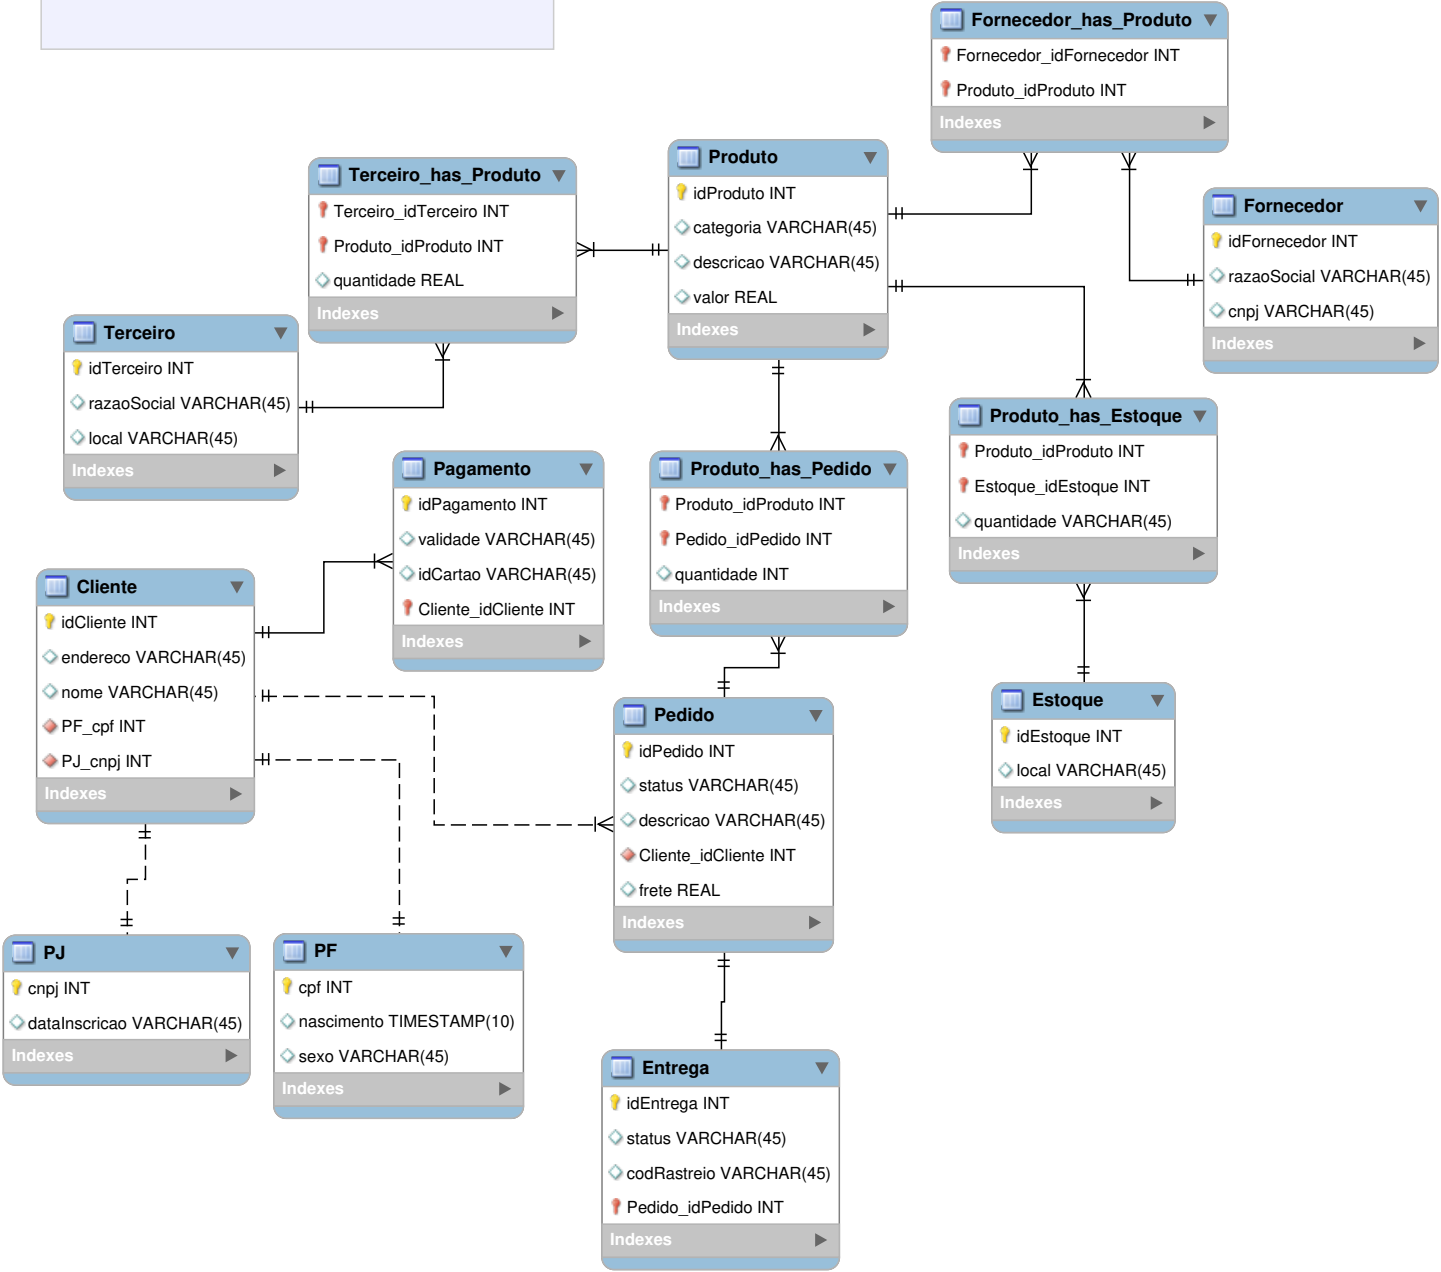 Fornecedor_has_Produto
Fornecedor_idFornecedor INT
Produto_idProduto INT
Indexes
Produto
idProduto INT
categoria VARCHAR(45)
descricao VARCHAR(45)
valor REAL
Indexes
Terceiro_has_Produto
Terceiro_idTerceiro INT
Produto_idProduto INT
quantidade REAL
Indexes
Fornecedor
idFornecedor INT
razaoSocial VARCHAR(45)
cnpj VARCHAR(45)
Indexes
Terceiro
idTerceiro INT
razaoSocial VARCHAR(45)
local VARCHAR(45)
Indexes
Produto_has_Estoque
Produto_idProduto INT
Estoque_idEstoque INT
quantidade VARCHAR(45)
Indexes
Pagamento
idPagamento INT
validade VARCHAR(45)
idCartao VARCHAR(45)
Cliente_idCliente INT
Indexes
Produto_has_Pedido
Produto_idProduto INT
Pedido_idPedido INT
quantidade INT
Indexes
Cliente
idCliente INT
endereco VARCHAR(45)
nome VARCHAR(45)
PF_cpf INT
PJ_cnpj INT
Indexes
Estoque
idEstoque INT
local VARCHAR(45)
Indexes
Pedido
idPedido INT
status VARCHAR(45)
descricao VARCHAR(45)
Cliente_idCliente INT
frete REAL
Indexes
PJ
cnpj INT
dataInscricao VARCHAR(45)
Indexes
PF
cpf INT
nascimento TIMESTAMP(10)
sexo VARCHAR(45)
Indexes
Entrega
idEntrega INT
status VARCHAR(45)
codRastreio VARCHAR(45)
Pedido_idPedido INT
Indexes